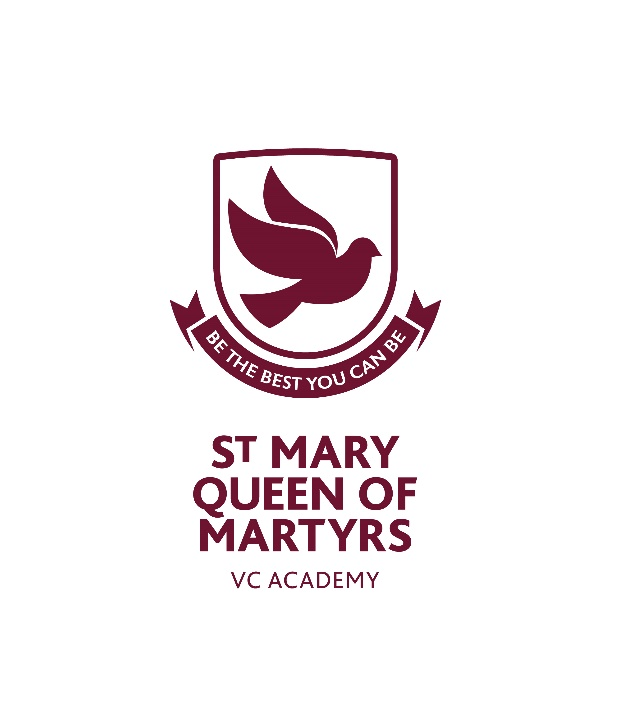 BE THE BEST YOU CAN BE
ST MARY
QUEEN OF
MARTYRS
VC ACADEMY